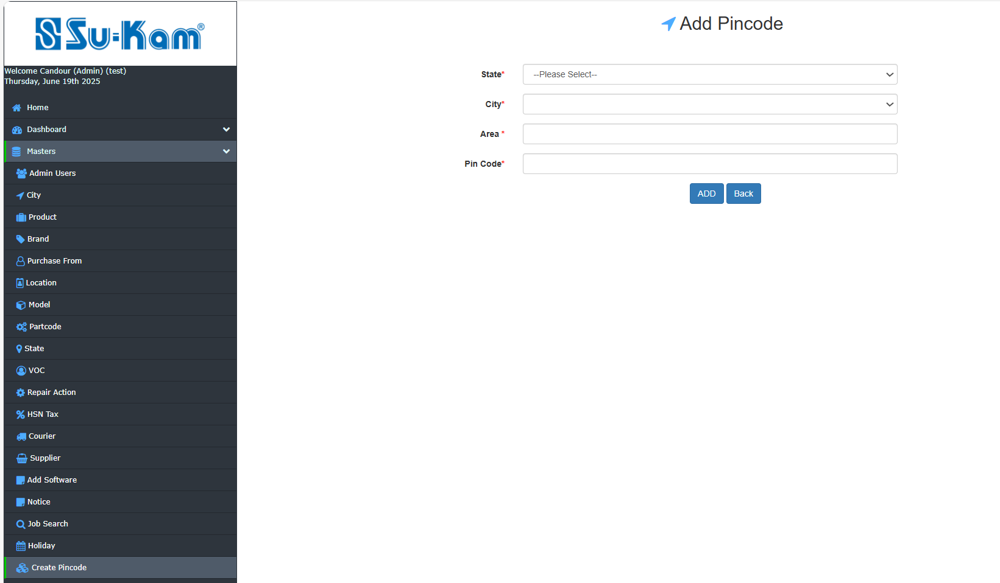 Su-Kam®
Welcome Candour (Admin) (test)
Thursday, June 19th 2025
Home
Dashboard
Masters
Admin Users
City
Product
Brand
Purchase From
Location
Model
Partcode
State
VOC
Repair Action
HSN Tax
Courier
Supplier
Add Software
Notice
Job Search
Holiday
Create Pincode
Add Pincode
State*
--Please Select--
City*
Area *
Pin Code*
ADD Back